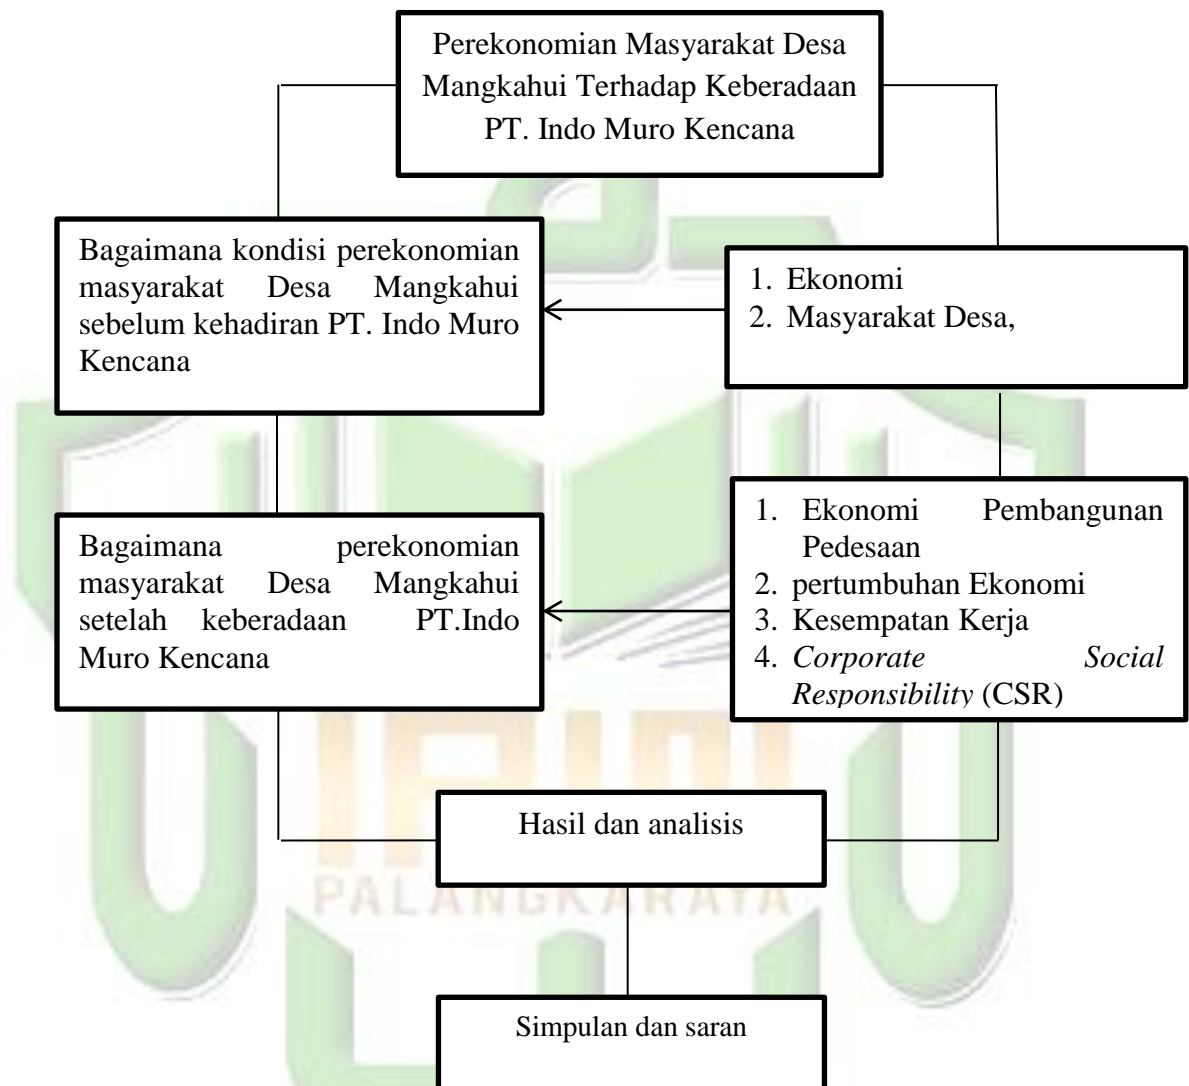 Perekonomian Masyarakat Desa
Mangkahui Terhadap Keberadaan
PT. Indo Muro Kencana
Bagaimana kondisi perekonomian
masyarakat Desa Mangkahui
sebelum kehadiran PT. Indo Muro
Kencana
1. Ekonomi
2. Masyarakat Desa,
Bagaimana perekonomian
masyarakat Desa Mangkahui
setelah keberadaan PT.Indo
Muro Kencana
1. Ekonomi Pembangunan
Pedesaan
2. pertumbuhan Ekonomi
3. Kesempatan Kerja
4. Corporate Social
Responsibility (CSR)
Hasil dan analisis
IAIN
PALANGKARAYA
Simpulan dan saran